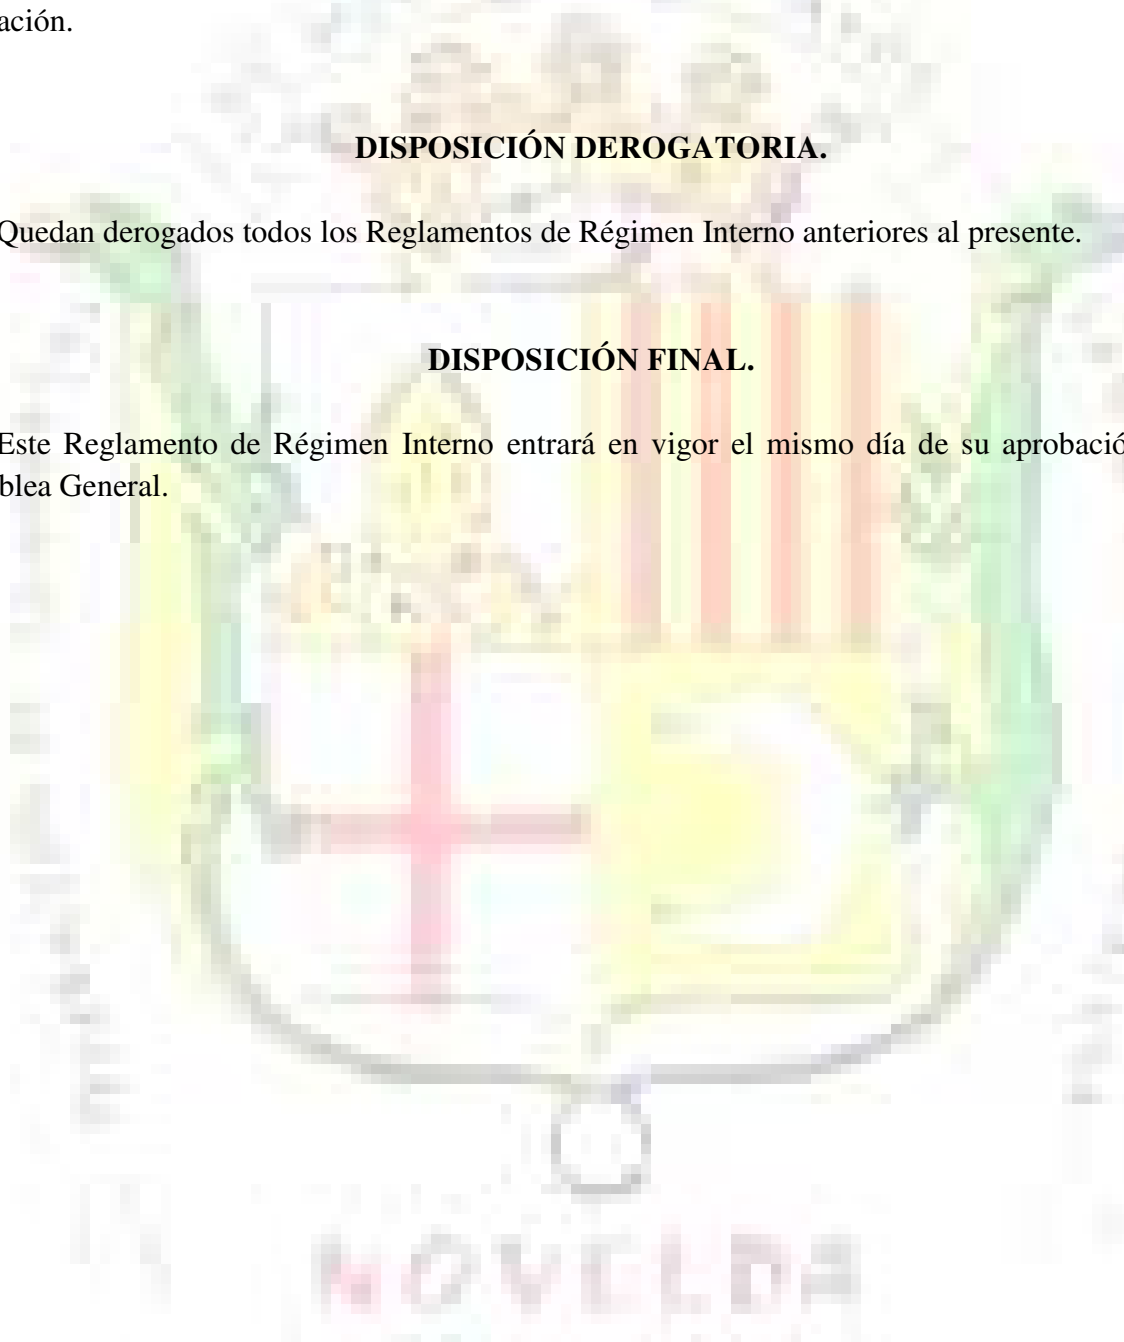 ación.
DISPOSICIÓN DEROGATORIA.
Quedan derogados todos los Reglamentos de Régimen Interno anteriores al presente.
DISPOSICIÓN FINAL.
Este Reglamento de Régimen Interno entrará en vigor el mismo día de su aprobació
blea General.
NOVELDA